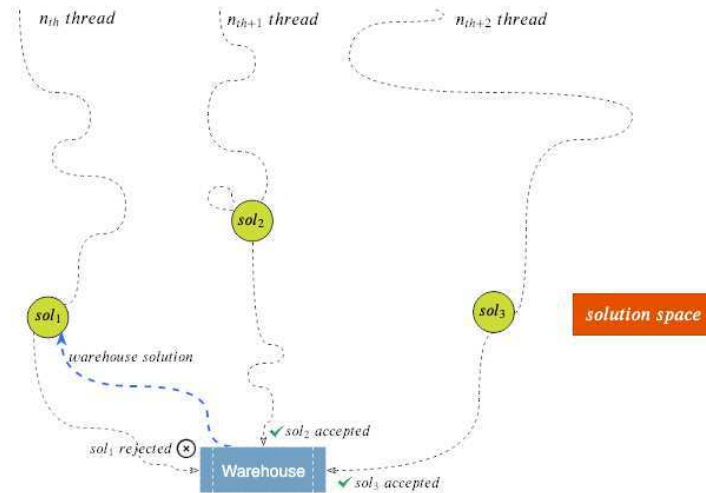 n_th thread
n_th+1 thread
n_th+2 thread
sol_2
sol_1
sol_3
solution space
warehouse solution
sol_2 accepted
sol_1 rejected
Warehouse
sol_3 accepted